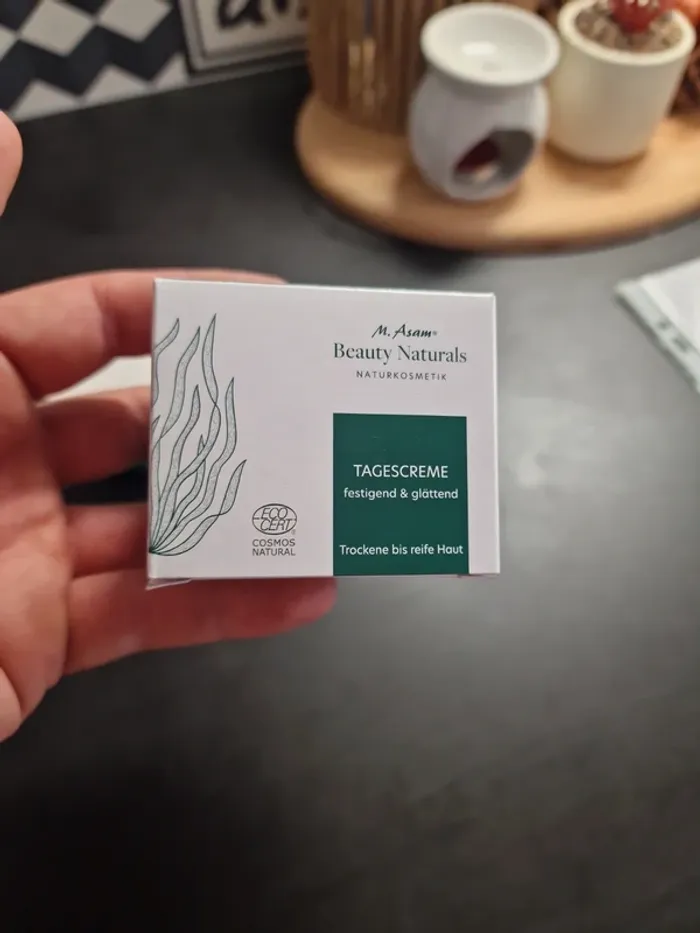 M. Asam®
Beauty Naturals
NATURKOSMETIK
TAGESCREME
festigend & glättend
Trockene bis reife Haut
ECO
CERT®
COSMOS
NATURAL